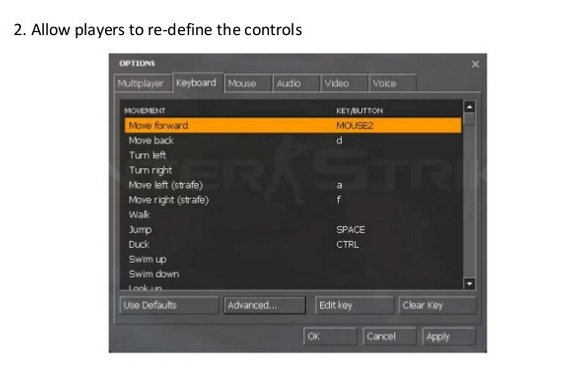 2. Allow players to re-define the controls
OPTIONS
Multiplayer Keyboard Mouse Audio Video Voice
MOVEMENT KEY/BUTTON
Move forward MOUSE2
Move back d
Turn left
Turn right
Move left (strafe) a
Move right (strafe) f
Walk
Jump SPACE
Duck CTRL
Swim up
Swim down
Look up
Use Defaults Advanced... Edit key Clear Key
OK Cancel Apply